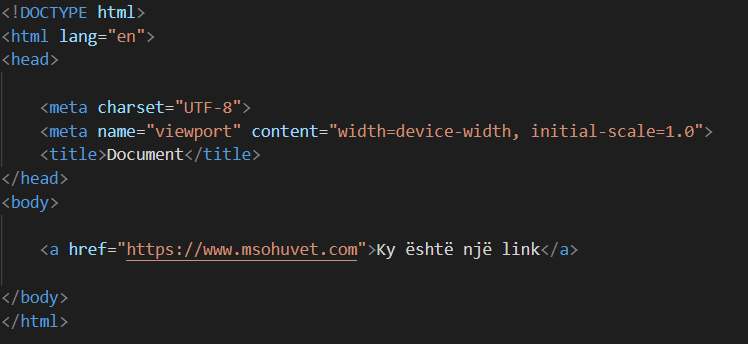 <!DOCTYPE html>
<html lang="en">
<head>
<meta charset="UTF-8">
<meta name="viewport" content="width=device-width, initial-scale=1.0">
<title>Document</title>
</head>
<body>
<a href="https://www.msohuvet.com">Ky është një link</a>
</body>
</html>